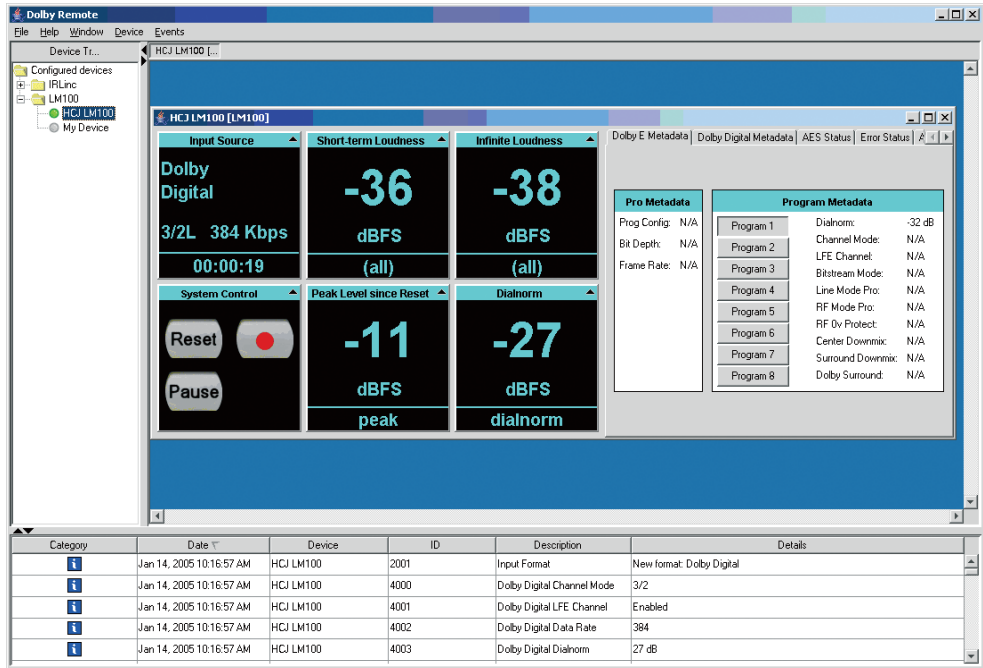 Dolby Remote
File Help Window Device Events
Device Tr...
HCJ LM100 [...
Configured devices
IRLinc
LM100
HCJ LM100
My Device
HCJ LM100 [LM100]
Input Source
Dolby
Digital
3/2L 384 Kbps
00:00:19
Short-term Loudness
-36
dBFS
(all)
Infinite Loudness
-38
dBFS
(all)
System Control
Reset
Pause
Peak Level since Reset
-11
dBFS
peak
Dialnorm
-27
dBFS
dialnorm
Dolby E Metadata Dolby Digital Metadata AES Status Error Status A
Pro Metadata
Prog Config: N/A
Bit Depth: N/A
Frame Rate: N/A
Program Metadata
Program 1
Program 2
Program 3
Program 4
Program 5
Program 6
Program 7
Program 8
Dialnorm: -32 dB
Channel Mode: N/A
LFE Channel: N/A
Bitstream Mode: N/A
Line Mode Pro: N/A
RF Mode Pro: N/A
RF Ov Protect: N/A
Center Downmix: N/A
Surround Downmix: N/A
Dolby Surround: N/A
Category Date Device ID Description Details
i Jan 14, 2005 10:16:57 AM HCJ LM100 2001 Input Format New format: Dolby Digital
i Jan 14, 2005 10:16:57 AM HCJ LM100 4000 Dolby Digital Channel Mode 3/2
i Jan 14, 2005 10:16:57 AM HCJ LM100 4001 Dolby Digital LFE Channel Enabled
i Jan 14, 2005 10:16:57 AM HCJ LM100 4002 Dolby Digital Data Rate 384
i Jan 14, 2005 10:16:57 AM HCJ LM100 4003 Dolby Digital Dialnorm 27 dB